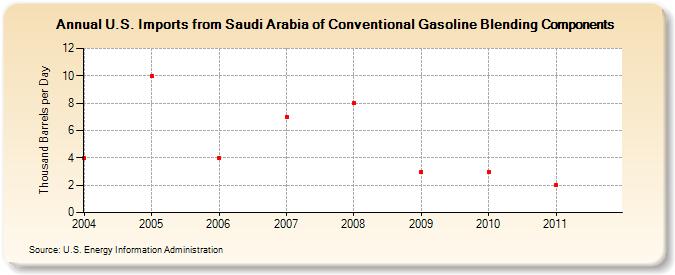 Annual U.S. Imports from Saudi Arabia of Conventional Gasoline Blending Components
Thousand Barrels per Day
12
10
8
6
4
2
0
2004 2005 2006 2007 2008 2009 2010 2011
Source: U.S. Energy Information Administration